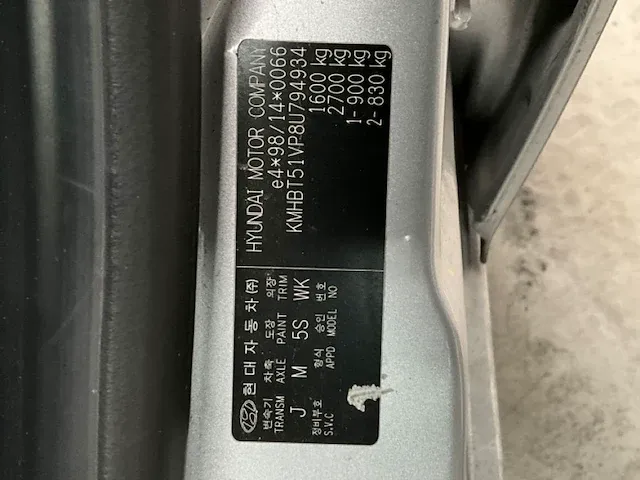 현대자동차(주) HYUNDAI MOTOR COMPANY
e4*98/14*0066
KMHBT51VP8U794934
1600 kg
2700 kg
1- 900 kg
2- 830 kg
변속기 차축 도장 외장
TRANSM AXLE PAINT TRIM
J M 5S WK
정비부호 형식 승인 번호
S.V.C APPD MODEL NO